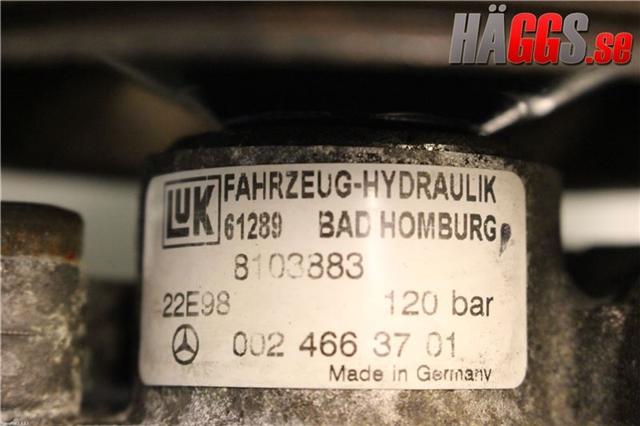 HÄGGS.se
LuK FAHRZEUG-HYDRAULIK
61289 BAD HOMBURG
8103883
22E98 120 bar
002 466 37 01
Made in Germany